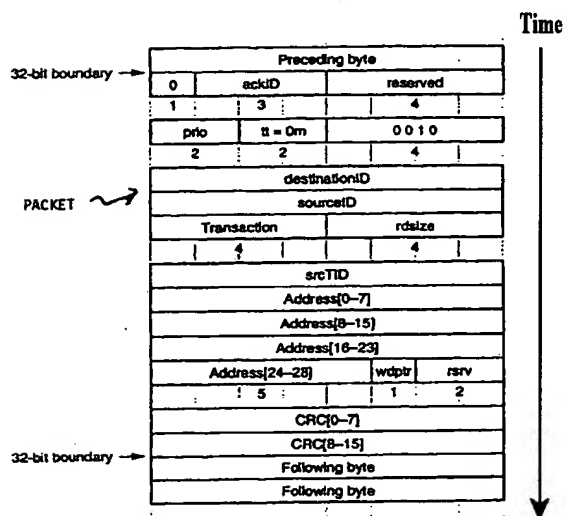 Time
Preceding byte
32-bit boundary
0 ackID reserved
1 3 4
prio tt = 0m 0 0 1 0
2 2 4
destinationID
PACKET
sourceID
Transaction rdsize
4 4
srcTID
Address[0–7]
Address[8–15]
Address[16–23]
Address[24–28] wdptr rsrv
5 1 2
CRC[0–7]
CRC[8–15]
32-bit boundary
Following byte
Following byte